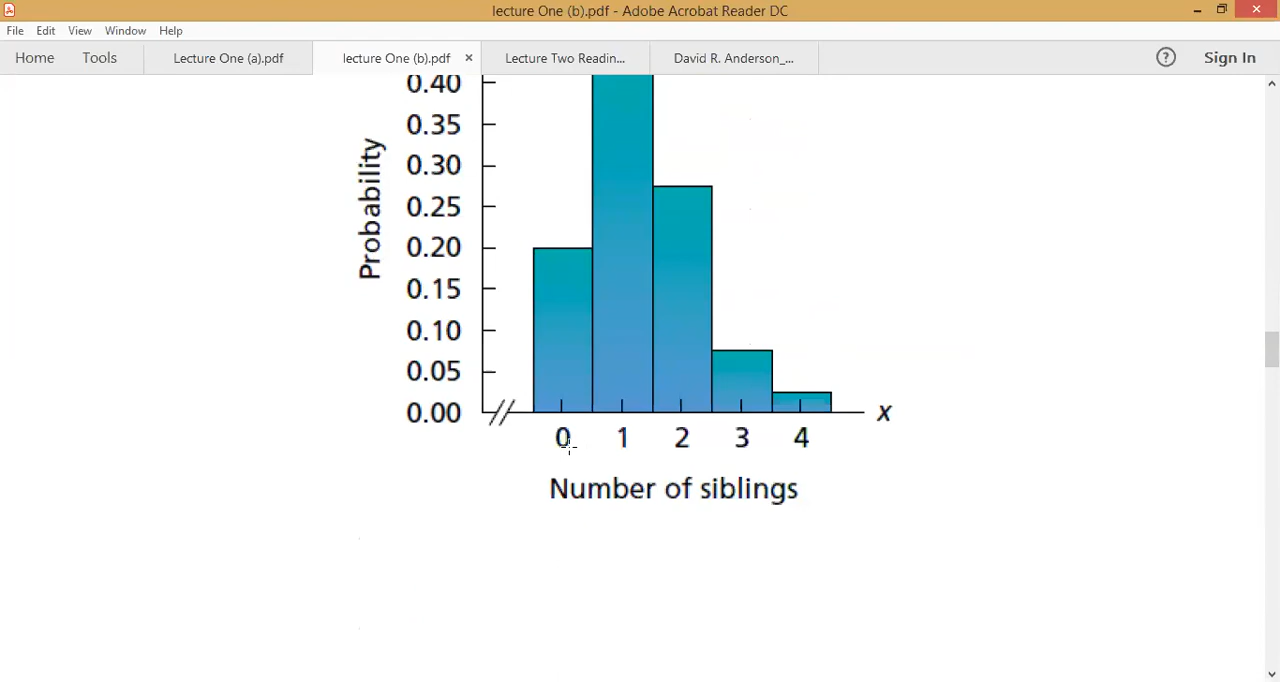 lecture One (b).pdf - Adobe Acrobat Reader DC
File Edit View Window Help
Home Tools Lecture One (a).pdf lecture One (b).pdf × Lecture Two Readin... David R. Anderson_... ? Sign In
0.40
0.35
0.30
0.25
0.20
0.15
0.10
0.05
0.00
Probability
0 1 2 3 4
x
Number of siblings